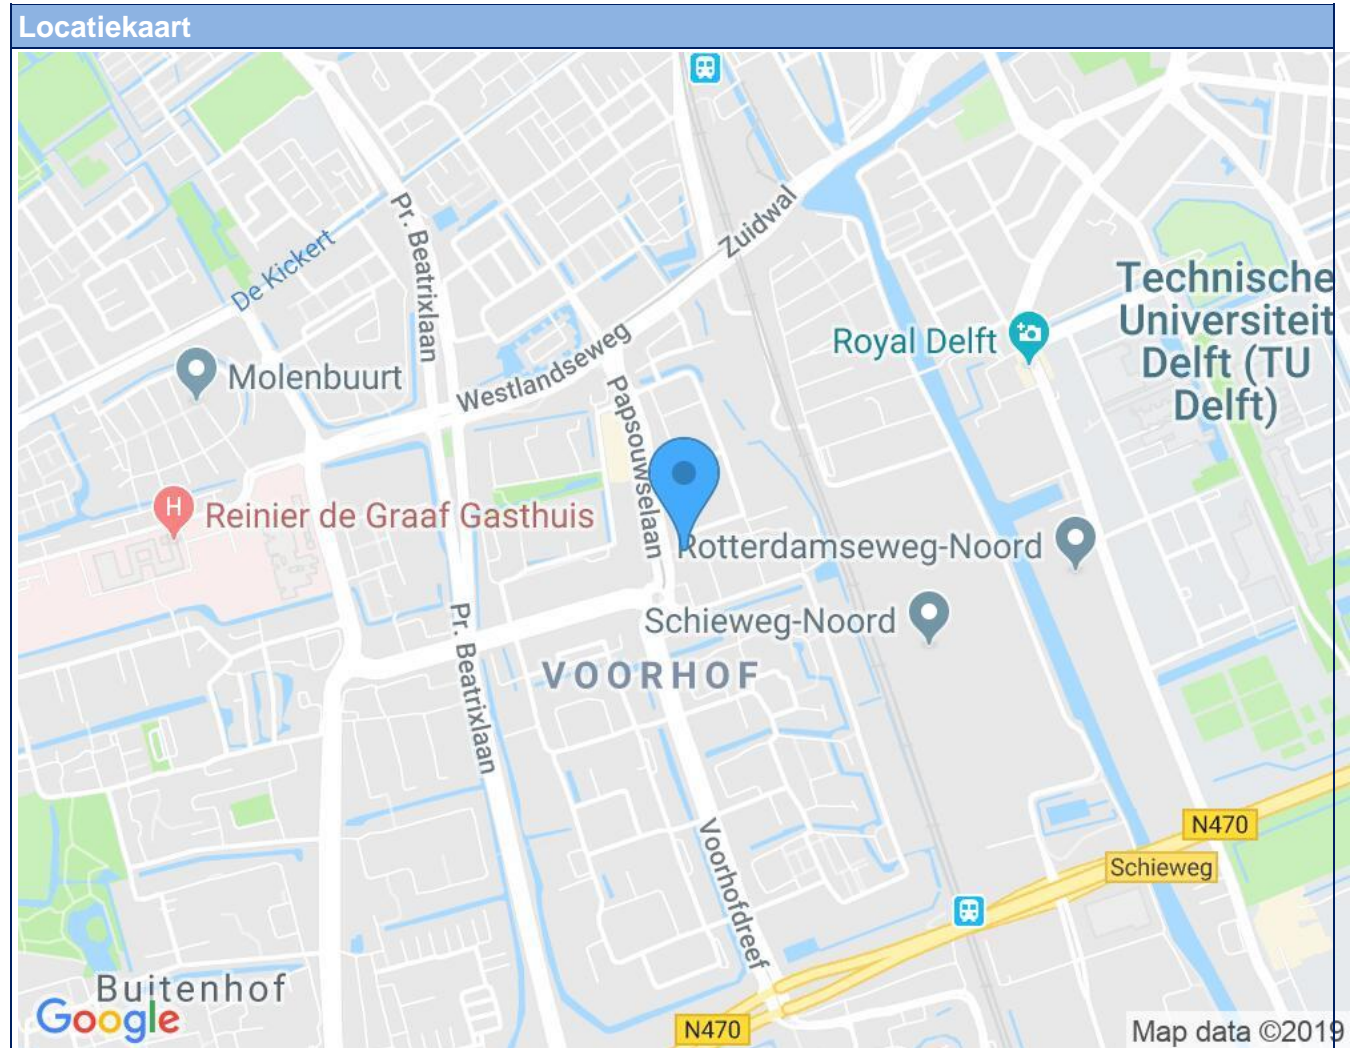 Locatiekaart
Pr. Beatrixlaan
De Kickert
Zuidwal
Technische
Universiteit
Delft (TU
Delft)
Royal Delft
Molenbuurt
Westlandseweg
Papsouwselaan
H
Reinier de Graaf Gasthuis
Rotterdamseweg-Noord
Schieweg-Noord
Pr. Beatrixlaan
VOORHOF
N470
Voorhofdreef
Schieweg
Buitenhof
Google
N470
Map data ©2019